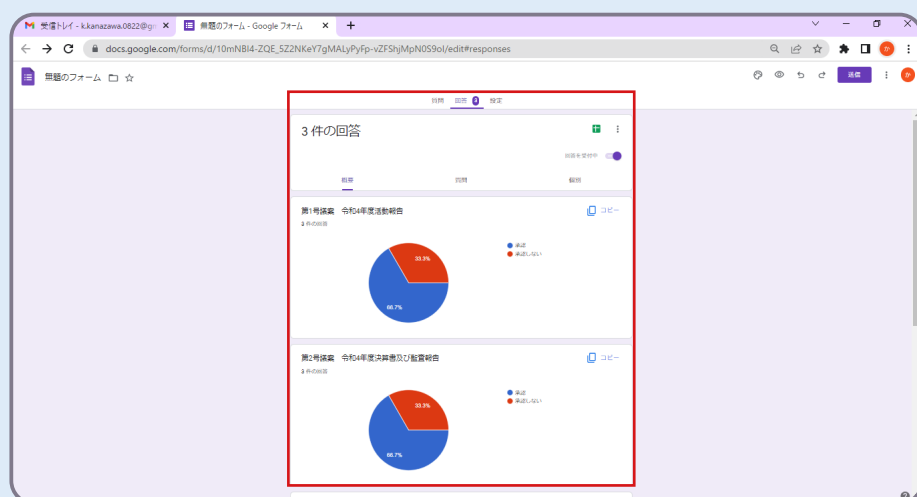 受信トレイ - k.kanazawa.0822@gm
無題のフォーム - Google フォーム
docs.google.com/forms/d/10mNBI4-ZQE_5Z2NKeY7gMALyPyFp-vZFShjMpN0S9oI/edit#responses
か
無題のフォーム
送信
か
質問 回答 3 設定
3 件の回答
回答を受付中
概要 質問 個別
第1号議案 令和4年度活動報告
コピー
3 件の回答
承認
承認しない
33.3%
66.7%
第2号議案 令和4年度決算書及び監査報告
コピー
3 件の回答
承認
承認しない
33.3%
66.7%